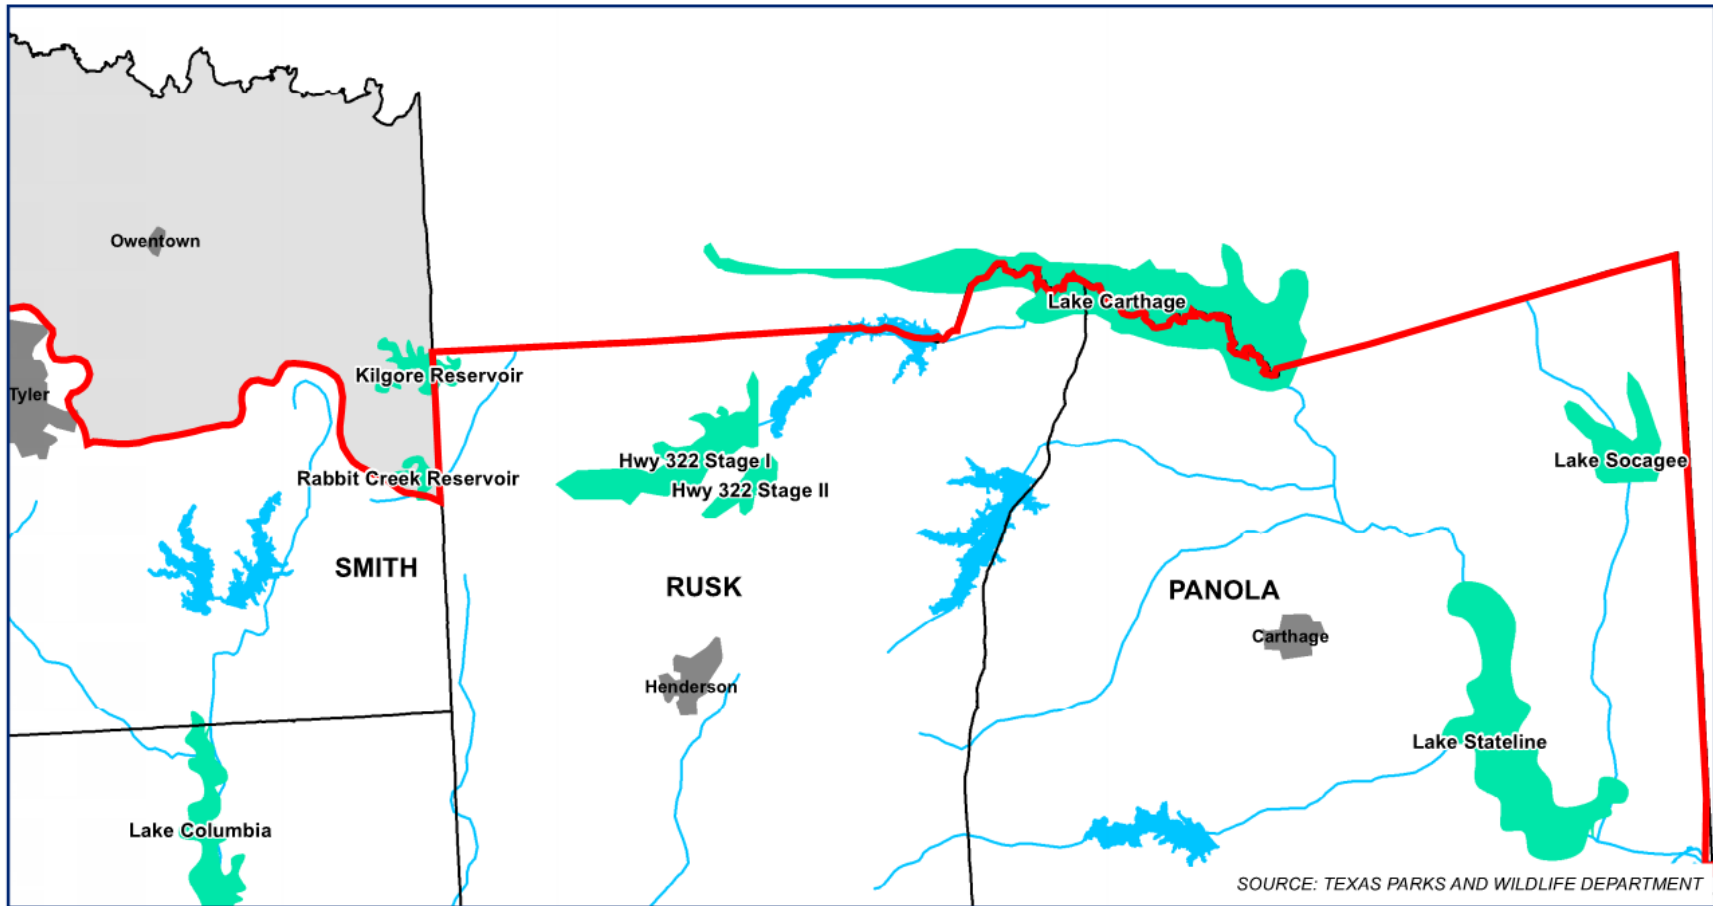 Owentown
Lake Carthage
Kilgore Reservoir
Tyler
Hwy 322 Stage I
Lake Socagee
Rabbit Creek Reservoir
Hwy 322 Stage II
SMITH
RUSK
PANOLA
Carthage
Henderson
Lake Stateline
Lake Columbia
SOURCE: TEXAS PARKS AND WILDLIFE DEPARTMENT